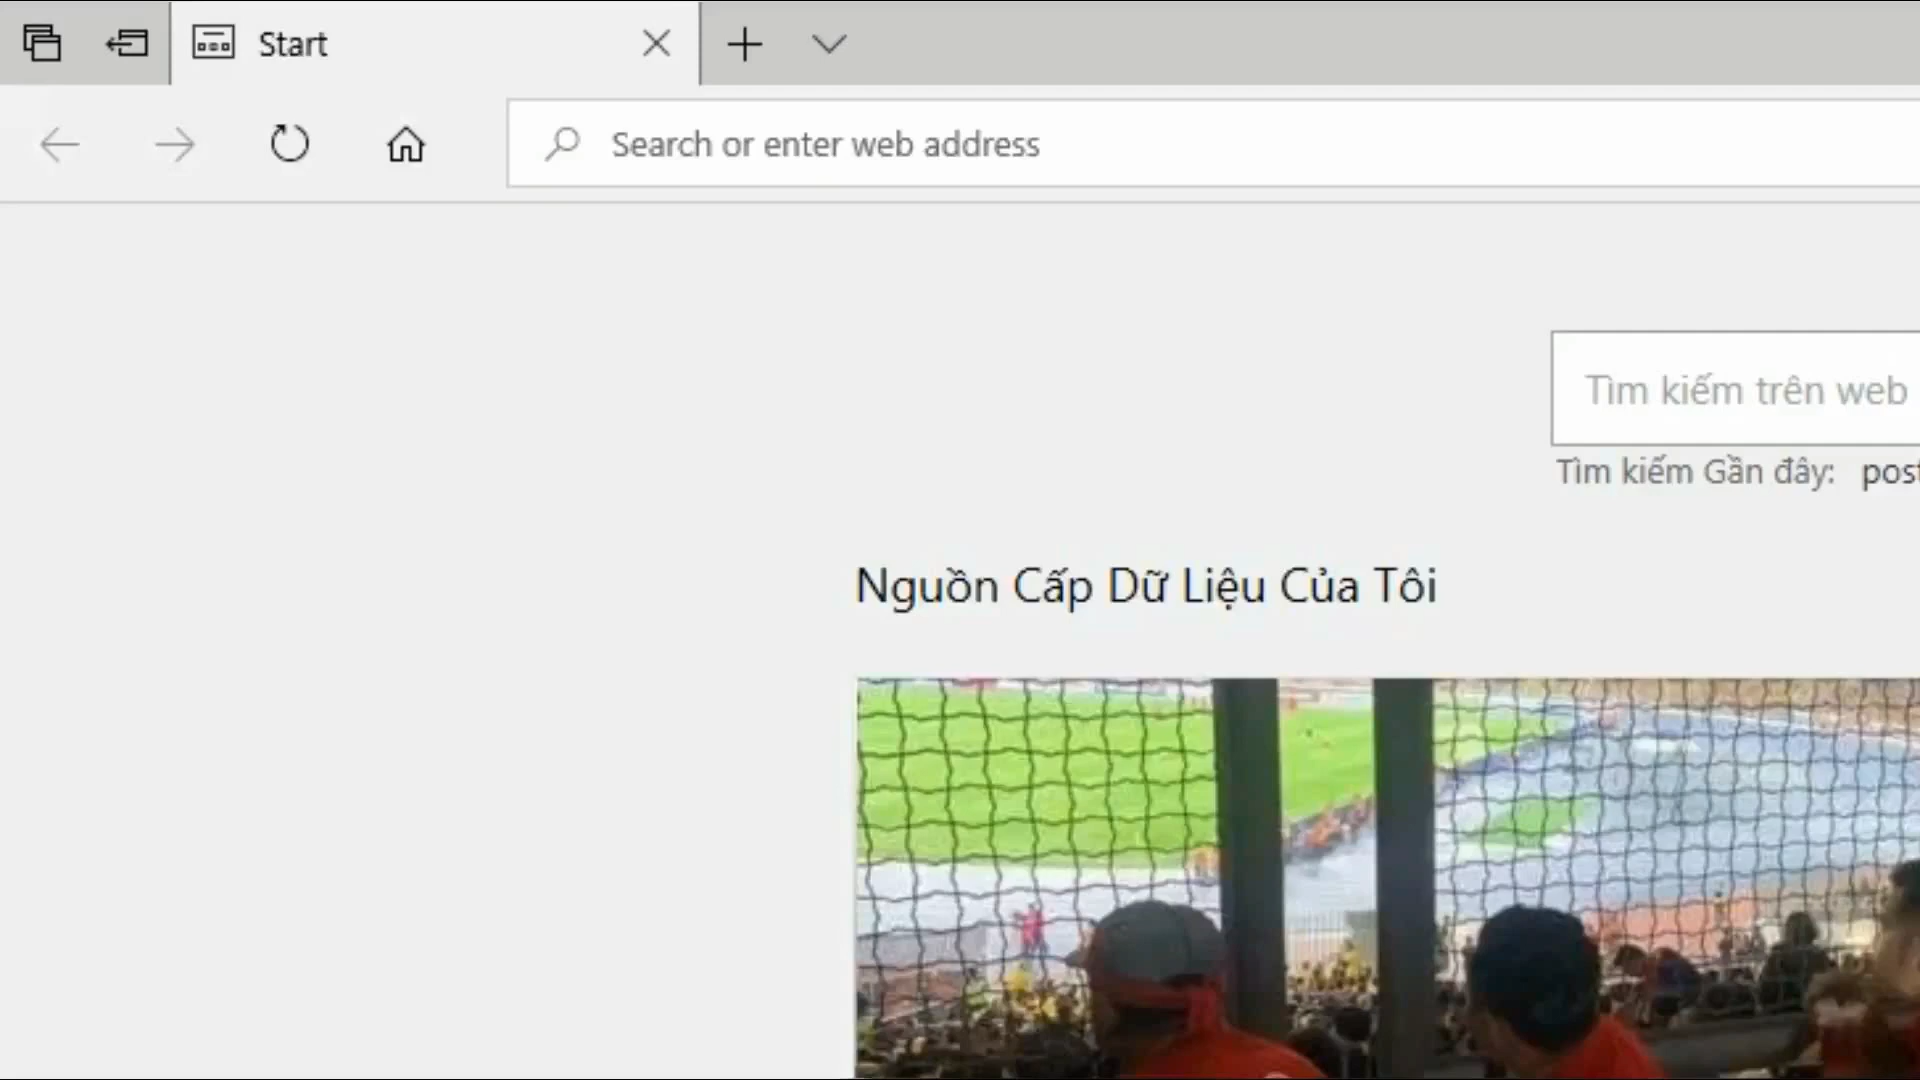 Start
Search or enter web address
Tìm kiếm trên web
Tìm kiếm Gần đây: post
Nguồn Cấp Dữ Liệu Của Tôi